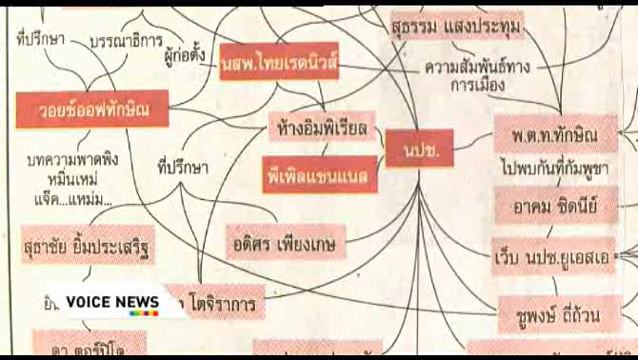 สุธรรม แสงประทุม
ที่ปรึกษา
บรรณาธิการ
ผู้ก่อตั้ง
นสพ.ไทยเรดนิวส์
ความสัมพันธ์ทาง
การเมือง
วอยซ์ออฟทักษิณ
ห้างอิมพีเรียล
นปช.
พ.ต.ท.ทักษิณ
บทความพาดพิง
หมิ่นเหม่
แจ๊ค...แหม่ม...
ที่ปรึกษา
พีเพิลแชนแนล
ไปพบกันที่กัมพูชา
อาคม ซิดนีย์
สุธาชัย ยิ้มประเสริฐ
อดิศร เพียงเกษ
เว็บ นปช.ยูเอสเอ
VOICE NEWS
โตจิราการ
ชูพงษ์ ถี่ถ้วน
ดา ตอร์ปิโด